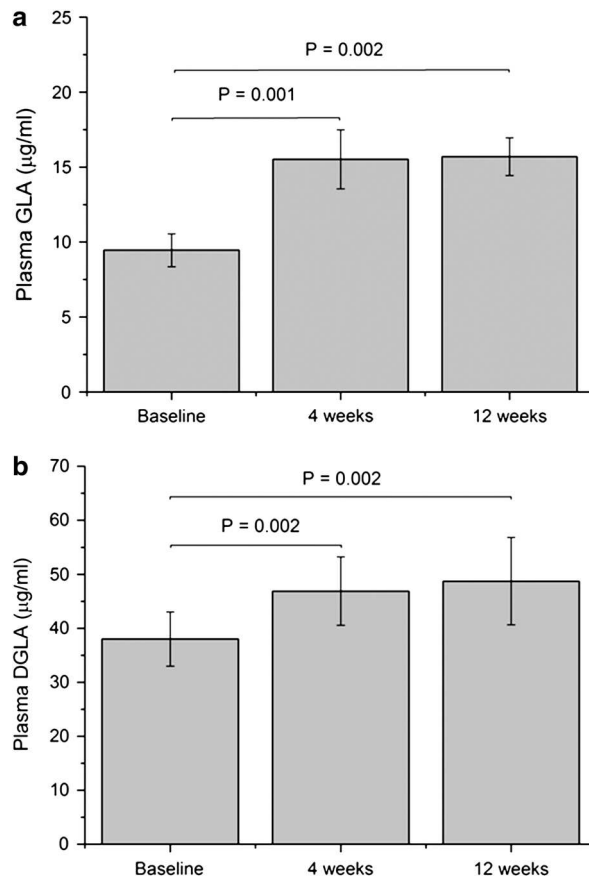 a
25
20
15
10
5
0
Plasma GLA (μg/ml)
P = 0.002
P = 0.001
Baseline 4 weeks 12 weeks
b
70
60
50
40
30
20
10
0
Plasma DGLA (μg/ml)
P = 0.002
P = 0.002
Baseline 4 weeks 12 weeks